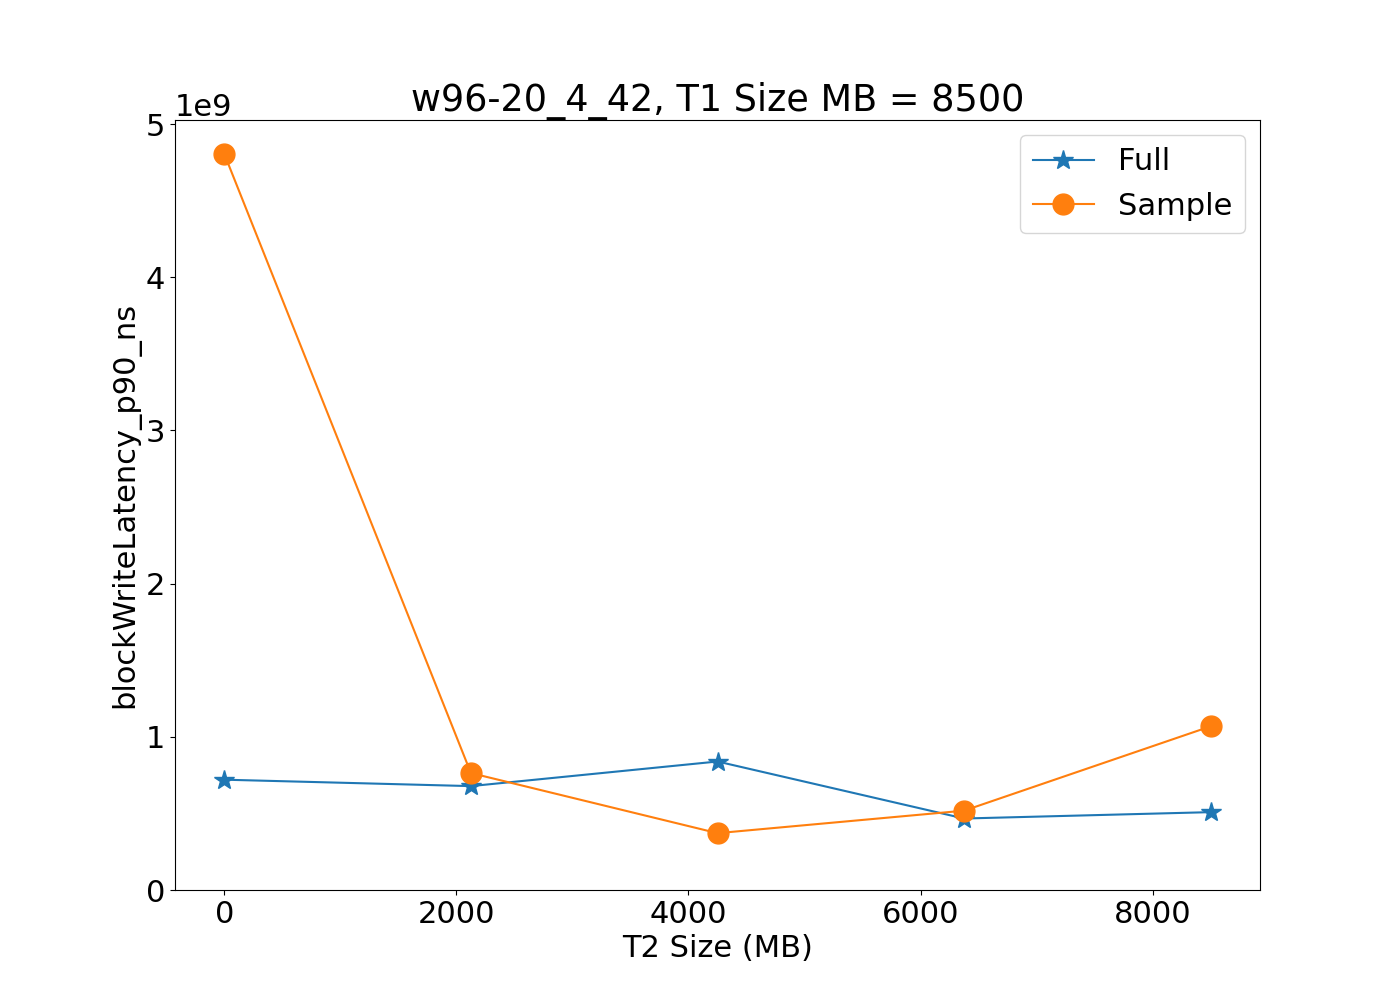 w96-20_4_42, T1 Size MB = 8500
1e9
5
4
3
2
1
0
blockWriteLatency_p90_ns
Full
Sample
0 2000 4000 6000 8000
T2 Size (MB)